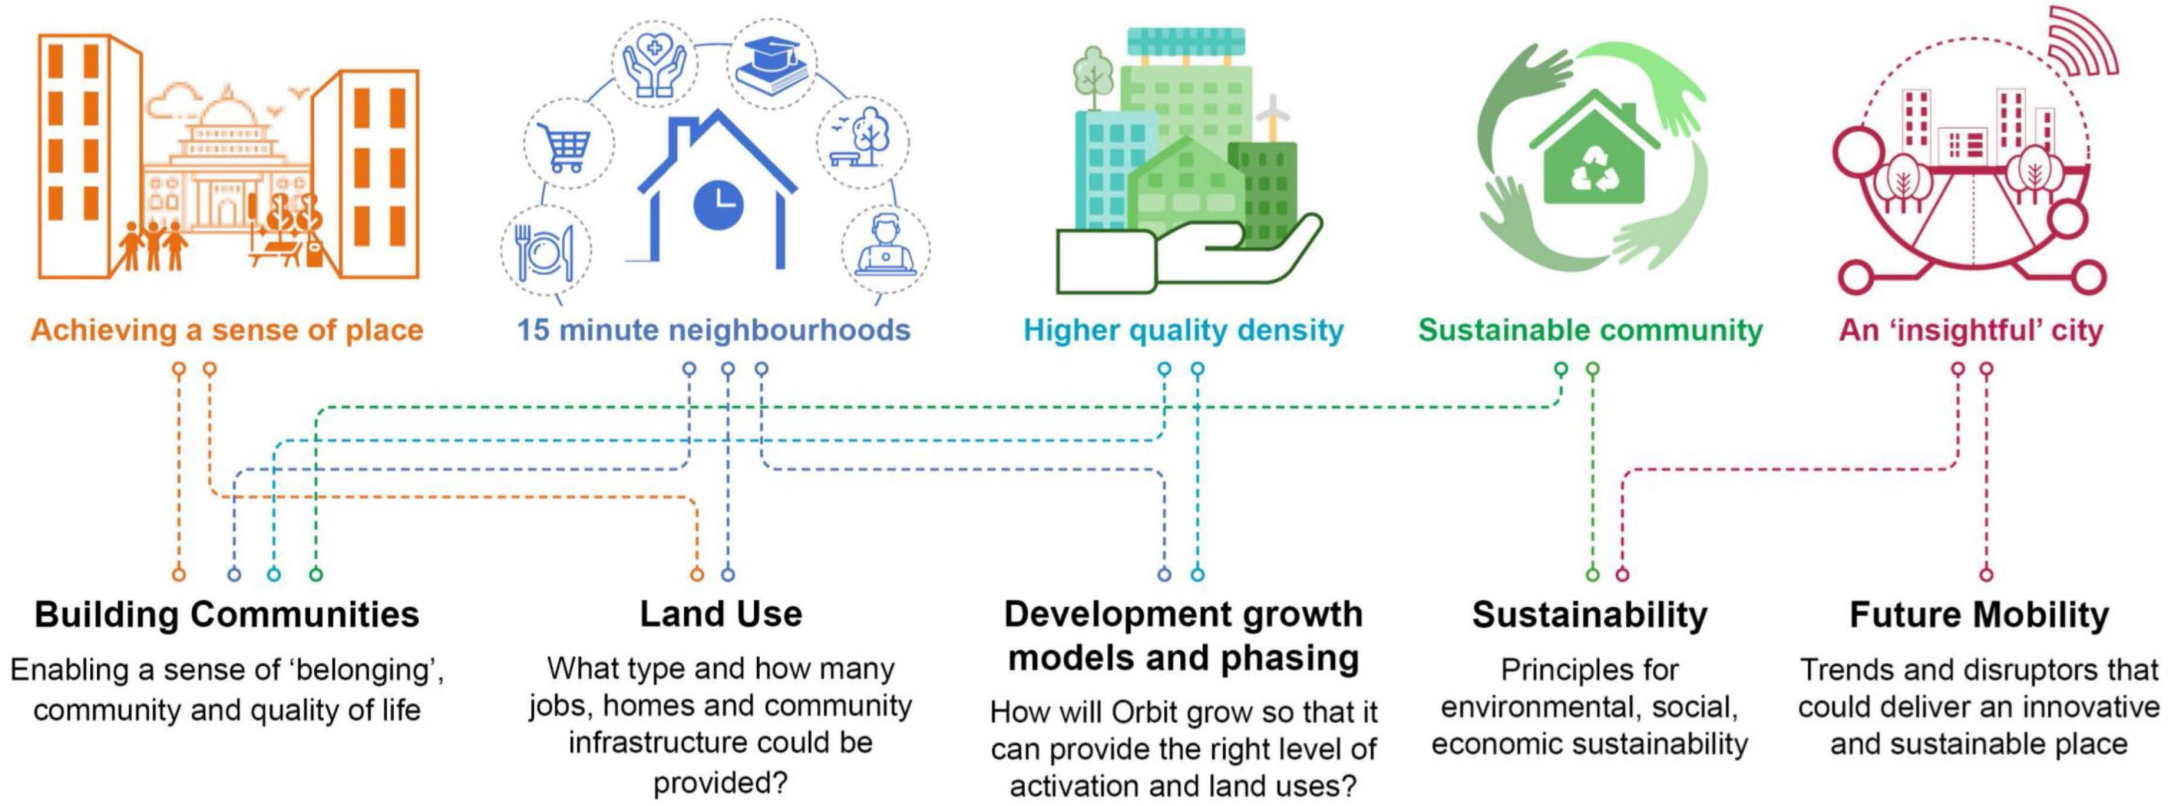 Achieving a sense of place
15 minute neighbourhoods
Higher quality density
Sustainable community
An ‘insightful’ city
Building Communities
Enabling a sense of ‘belonging’,
community and quality of life
Land Use
What type and how many
jobs, homes and community
infrastructure could be
provided?
Development growth
models and phasing
How will Orbit grow so that it
can provide the right level of
activation and land uses?
Sustainability
Principles for
environmental, social,
economic sustainability
Future Mobility
Trends and disruptors that
could deliver an innovative
and sustainable place